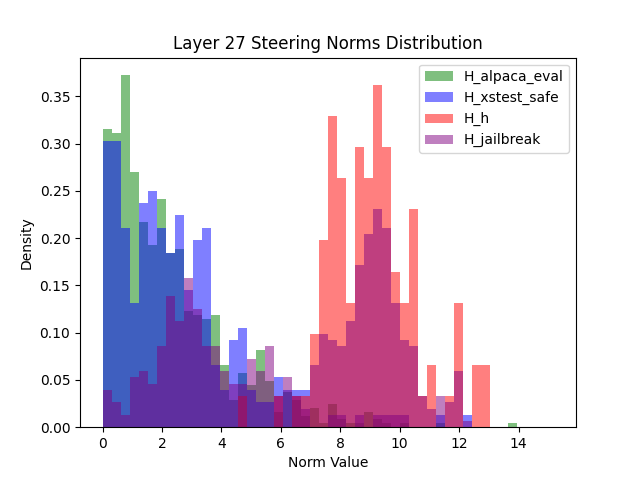 Layer 27 Steering Norms Distribution
H_alpaca_eval
H_xstest_safe
H_h
H_jailbreak
Density
0.35
0.30
0.25
0.20
0.15
0.10
0.05
0.00
0 2 4 6 8 10 12 14
Norm Value